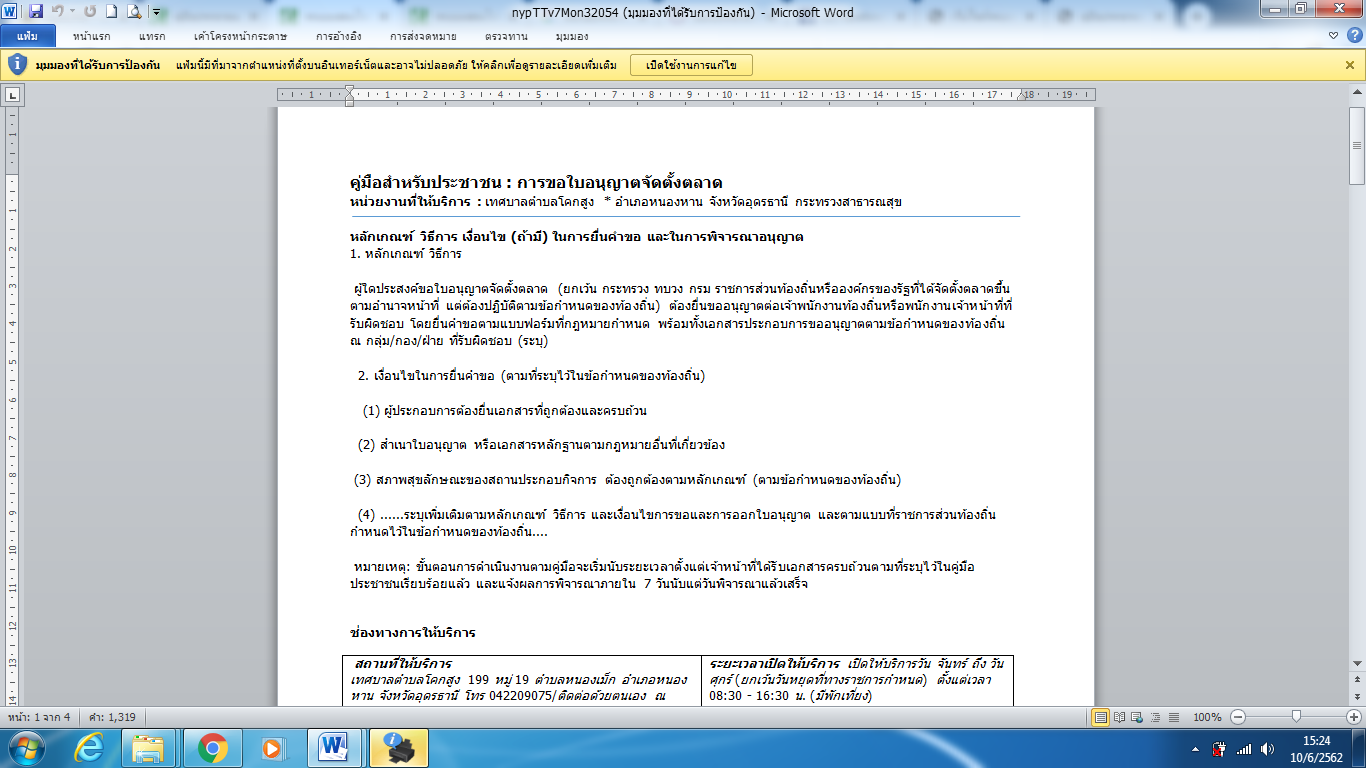 nypTTv7Mon32054 (มุมมองที่ได้รับการป้องกัน) - Microsoft Word
แฟ้ม หน้าแรก แทรก เค้าโครงหน้ากระดาษ การอ้างอิง การส่งจดหมาย ตรวจทาน มุมมอง
มุมมองที่ได้รับการป้องกัน แฟ้มนี้มีที่มาจากตำแหน่งที่ตั้งบนอินเทอร์เน็ตและอาจไม่ปลอดภัย ให้คลิกเพื่อดูรายละเอียดเพิ่มเติม เปิดใช้งานการแก้ไข
คู่มือสำหรับประชาชน : การขอใบอนุญาตจัดตั้งตลาด
หน่วยงานที่ให้บริการ : เทศบาลตำบลโคกสูง * อำเภอหนองหาน จังหวัดอุดรธานี กระทรวงสาธารณสุข
หลักเกณฑ์ วิธีการ เงื่อนไข (ถ้ามี) ในการยื่นคำขอ และในการพิจารณาอนุญาต
1. หลักเกณฑ์ วิธีการ
ผู้ใดประสงค์ขอใบอนุญาตจัดตั้งตลาด (ยกเว้น กระทรวง ทบวง กรม ราชการส่วนท้องถิ่นหรือองค์กรของรัฐที่ได้จัดตั้งตลาดขึ้น
ตามอำนาจหน้าที่ แต่ต้องปฏิบัติตามข้อกำหนดของท้องถิ่น) ต้องยื่นขออนุญาตต่อเจ้าพนักงานท้องถิ่นหรือพนักงานเจ้าหน้าที่ที่
รับผิดชอบ โดยยื่นคำขอตามแบบฟอร์มที่กฎหมายกำหนด พร้อมทั้งเอกสารประกอบการขออนุญาตตามข้อกำหนดของท้องถิ่น
ณ กลุ่ม/กอง/ฝ่าย ที่รับผิดชอบ (ระบุ)
2. เงื่อนไขในการยื่นคำขอ (ตามที่ระบุไว้ในข้อกำหนดของท้องถิ่น)
(1) ผู้ประกอบการต้องยื่นเอกสารที่ถูกต้องและครบถ้วน
(2) สำเนาใบอนุญาต หรือเอกสารหลักฐานตามกฎหมายอื่นที่เกี่ยวข้อง
(3) สภาพสุขลักษณะของสถานประกอบกิจการ ต้องถูกต้องตามหลักเกณฑ์ (ตามข้อกำหนดของท้องถิ่น)
(4) ......ระบุเพิ่มเติมตามหลักเกณฑ์ วิธีการ และเงื่อนไขการขอและการออกใบอนุญาต และตามแบบที่ราชการส่วนท้องถิ่น
กำหนดไว้ในข้อกำหนดของท้องถิ่น....
หมายเหตุ: ขั้นตอนการดำเนินงานตามคู่มือจะเริ่มนับระยะเวลาตั้งแต่เจ้าหน้าที่ได้รับเอกสารครบถ้วนตามที่ระบุไว้ในคู่มือ
ประชาชนเรียบร้อยแล้ว และแจ้งผลการพิจารณาภายใน 7 วันนับแต่วันพิจารณาแล้วเสร็จ
ช่องทางการให้บริการ
สถานที่ให้บริการ
เทศบาลตำบลโคกสูง 199 หมู่ 19 ตำบลหนองเม็ก อำเภอหนอง
หาน จังหวัดอุดรธานี โทร 042209075/ติดต่อด้วยตนเอง ณ
ระยะเวลาเปิดให้บริการ เปิดให้บริการวัน จันทร์ ถึง วัน
ศุกร์ (ยกเว้นวันหยุดที่ทางราชการกำหนด) ตั้งแต่เวลา
08:30 - 16:30 น. (มีพักเที่ยง)
หน้า: 1 จาก 4 คำ: 1,319 100%
15:24
10/6/2562